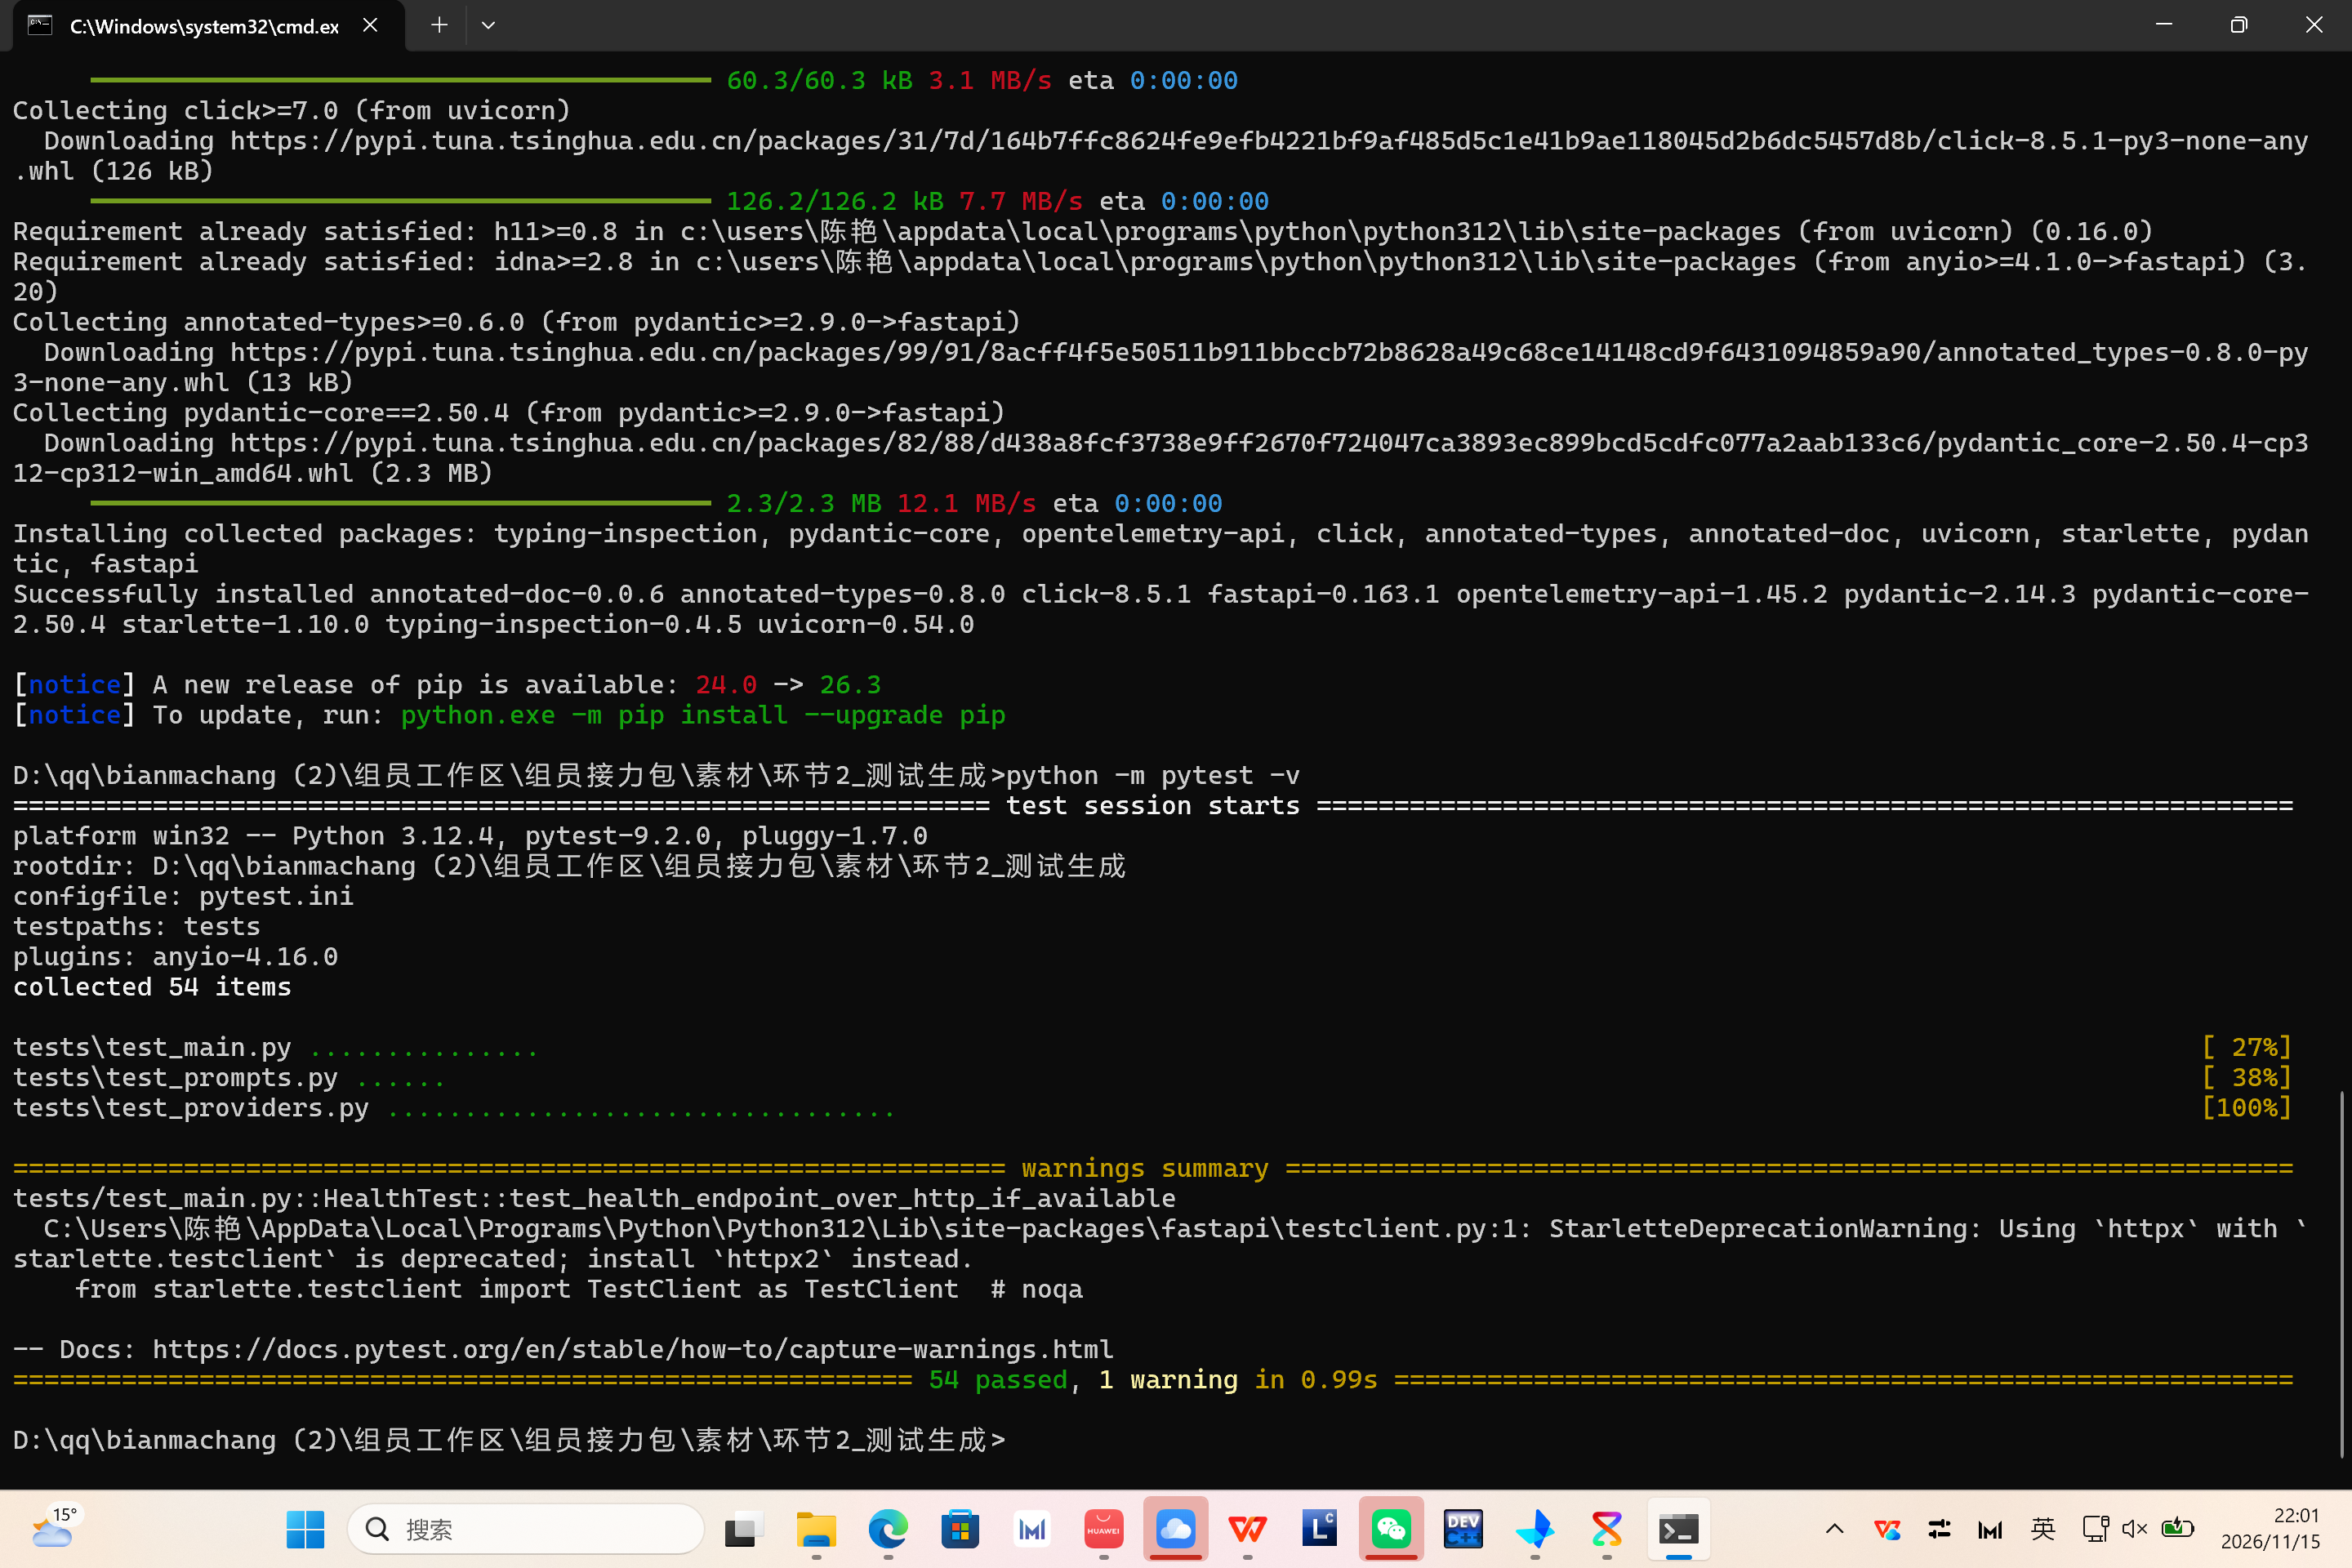 C:\Windows\system32\cmd.ex
60.3/60.3 kB 3.1 MB/s eta 0:00:00
Collecting click>=7.0 (from uvicorn)
  Downloading https://pypi.tuna.tsinghua.edu.cn/packages/31/7d/164b7ffc8624fe9efb4221bf9af485d5c1e41b9ae118045d2b6dc5457d8b/click-8.5.1-py3-none-any
.whl (126 kB)
126.2/126.2 kB 7.7 MB/s eta 0:00:00
Requirement already satisfied: h11>=0.8 in c:\users\陈艳\appdata\local\programs\python\python312\lib\site-packages (from uvicorn) (0.16.0)
Requirement already satisfied: idna>=2.8 in c:\users\陈艳\appdata\local\programs\python\python312\lib\site-packages (from anyio>=4.1.0->fastapi) (3.
20)
Collecting annotated-types>=0.6.0 (from pydantic>=2.9.0->fastapi)
  Downloading https://pypi.tuna.tsinghua.edu.cn/packages/99/91/8acff4f5e50511b911bbccb72b8628a49c68ce14148cd9f6431094859a90/annotated_types-0.8.0-py
3-none-any.whl (13 kB)
Collecting pydantic-core==2.50.4 (from pydantic>=2.9.0->fastapi)
  Downloading https://pypi.tuna.tsinghua.edu.cn/packages/82/88/d438a8fcf3738e9ff2670f724047ca3893ec899bcd5cdfc077a2aab133c6/pydantic_core-2.50.4-cp3
12-cp312-win_amd64.whl (2.3 MB)
2.3/2.3 MB 12.1 MB/s eta 0:00:00
Installing collected packages: typing-inspection, pydantic-core, opentelemetry-api, click, annotated-types, annotated-doc, uvicorn, starlette, pydan
tic, fastapi
Successfully installed annotated-doc-0.0.6 annotated-types-0.8.0 click-8.5.1 fastapi-0.163.1 opentelemetry-api-1.45.2 pydantic-2.14.3 pydantic-core-
2.50.4 starlette-1.10.0 typing-inspection-0.4.5 uvicorn-0.54.0
[notice] A new release of pip is available: 24.0 -> 26.3
[notice] To update, run: python.exe -m pip install --upgrade pip
D:\qq\bianmachang (2)\组员工作区\组员接力包\素材\环节2_测试生成>python -m pytest -v
=============================================================== test session starts ===============================================================
platform win32 -- Python 3.12.4, pytest-9.2.0, pluggy-1.7.0
rootdir: D:\qq\bianmachang (2)\组员工作区\组员接力包\素材\环节2_测试生成
configfile: pytest.ini
testpaths: tests
plugins: anyio-4.16.0
collected 54 items
tests\test_main.py ............... [ 27%]
tests\test_prompts.py ...... [ 38%]
tests\test_providers.py ................................. [100%]
================================================================ warnings summary =================================================================
tests/test_main.py::HealthTest::test_health_endpoint_over_http_if_available
  C:\Users\陈艳\AppData\Local\Programs\Python\Python312\Lib\site-packages\fastapi\testclient.py:1: StarletteDeprecationWarning: Using `httpx` with `
starlette.testclient` is deprecated; install `httpx2` instead.
    from starlette.testclient import TestClient as TestClient  # noqa
-- Docs: https://docs.pytest.org/en/stable/how-to/capture-warnings.html
========================================================== 54 passed, 1 warning in 0.99s ==========================================================
D:\qq\bianmachang (2)\组员工作区\组员接力包\素材\环节2_测试生成>
15°
搜索
HUAWEI
LC
DEV C++
英
22:01
2026/11/15